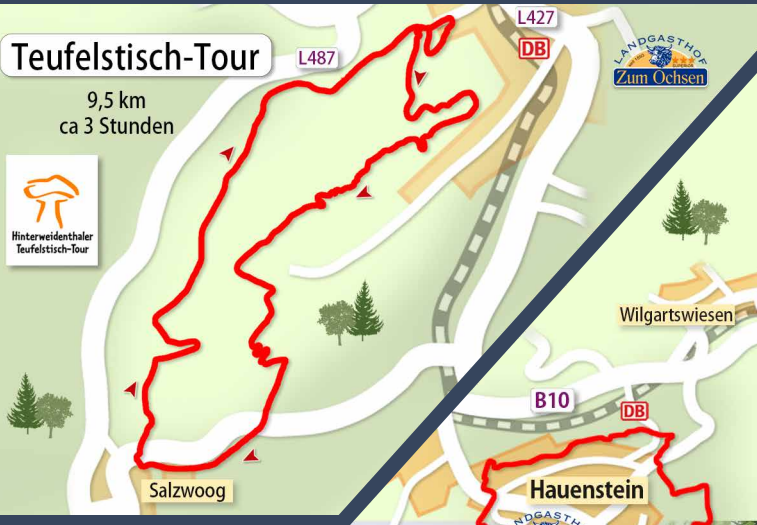 Teufelstisch-Tour
9,5 km
ca 3 Stunden
Hinterweidenthaler
Teufelstisch-Tour
L487
L427
DB
LANDGASTHOF
SUPERIOR
Zum Ochsen
Wilgartswiesen
B10
DB
Hauenstein
Salzwoog